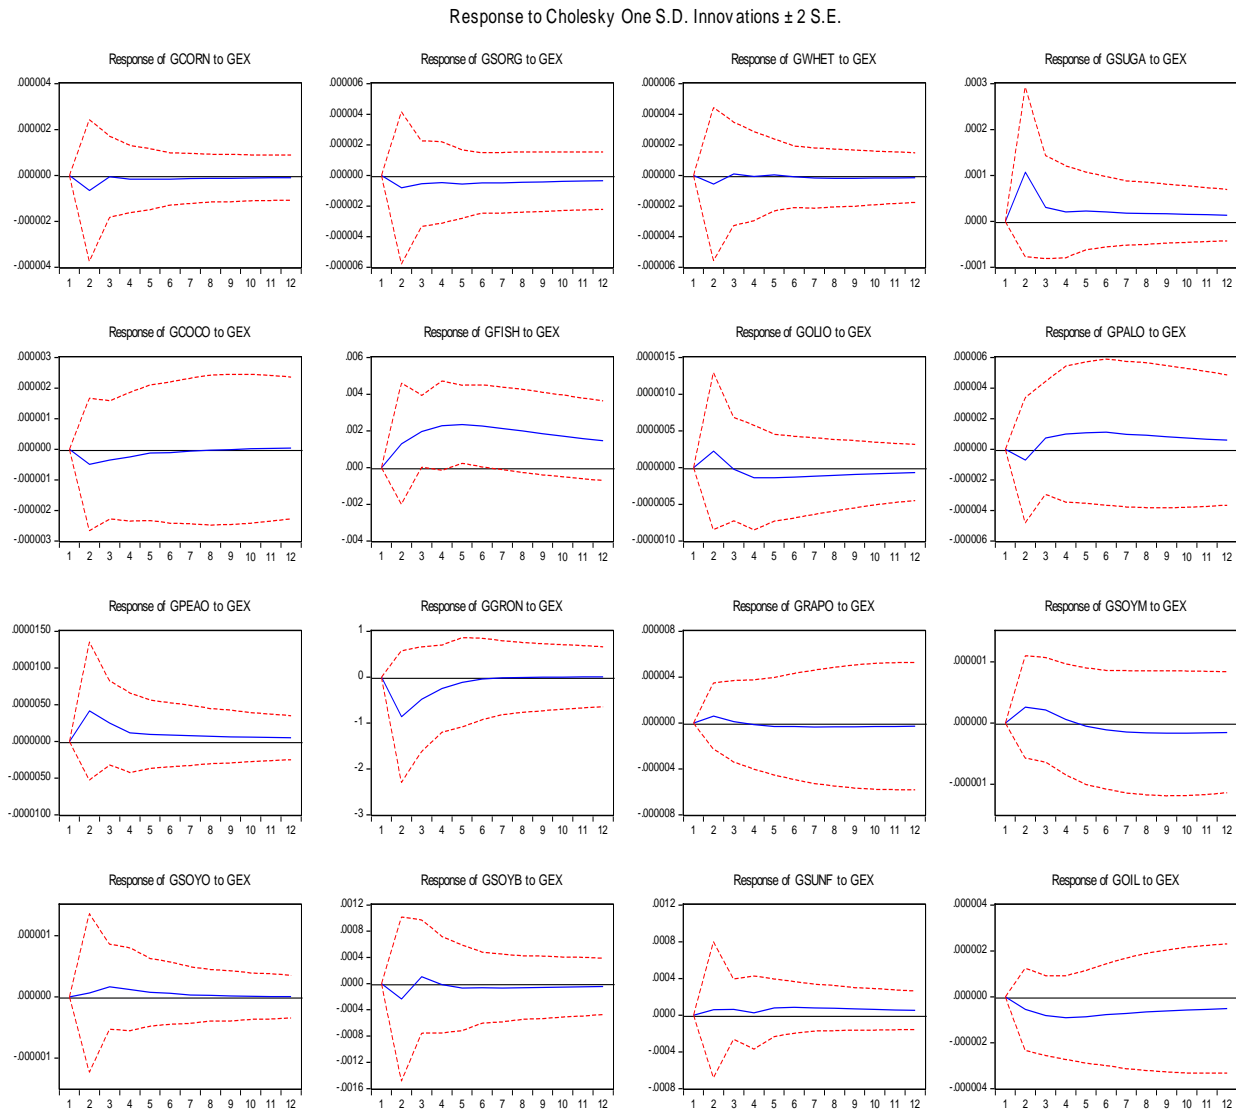 Response to Cholesky One S.D. Innovations ± 2 S.E.
Response of GCORN to GEX
.000004
.000002
.000000
-.000002
-.000004
1 2 3 4 5 6 7 8 9 10 11 12
Response of GSORG to GEX
.000006
.000004
.000002
.000000
-.000002
-.000004
-.000006
1 2 3 4 5 6 7 8 9 10 11 12
Response of GWHET to GEX
.000006
.000004
.000002
.000000
-.000002
-.000004
-.000006
1 2 3 4 5 6 7 8 9 10 11 12
Response of GSUGA to GEX
.0003
.0002
.0001
.0000
-.0001
1 2 3 4 5 6 7 8 9 10 11 12
Response of GCOCO to GEX
.000003
.000002
.000001
.000000
-.000001
-.000002
-.000003
1 2 3 4 5 6 7 8 9 10 11 12
Response of GFISH to GEX
.006
.004
.002
.000
-.002
-.004
1 2 3 4 5 6 7 8 9 10 11 12
Response of GOLIO to GEX
.0000015
.0000010
.0000005
.0000000
-.0000005
-.0000010
1 2 3 4 5 6 7 8 9 10 11 12
Response of GPALO to GEX
.000006
.000004
.000002
.000000
-.000002
-.000004
-.000006
1 2 3 4 5 6 7 8 9 10 11 12
Response of GPEAO to GEX
.0000150
.0000100
.0000050
.0000000
-.0000050
-.0000100
1 2 3 4 5 6 7 8 9 10 11 12
Response of GGRON to GEX
1
0
-1
-2
-3
1 2 3 4 5 6 7 8 9 10 11 12
Response of GRAPO to GEX
.000008
.000004
.000000
-.000004
-.000008
1 2 3 4 5 6 7 8 9 10 11 12
Response of GSOYM to GEX
.000001
.000000
-.000001
1 2 3 4 5 6 7 8 9 10 11 12
Response of GSOYO to GEX
.000001
.000000
-.000001
1 2 3 4 5 6 7 8 9 10 11 12
Response of GSOYB to GEX
.0012
.0008
.0004
.0000
-.0004
-.0008
-.0012
-.0016
1 2 3 4 5 6 7 8 9 10 11 12
Response of GSUNF to GEX
.0012
.0008
.0004
.0000
-.0004
-.0008
1 2 3 4 5 6 7 8 9 10 11 12
Response of GOIL to GEX
.000004
.000002
.000000
-.000002
-.000004
1 2 3 4 5 6 7 8 9 10 11 12